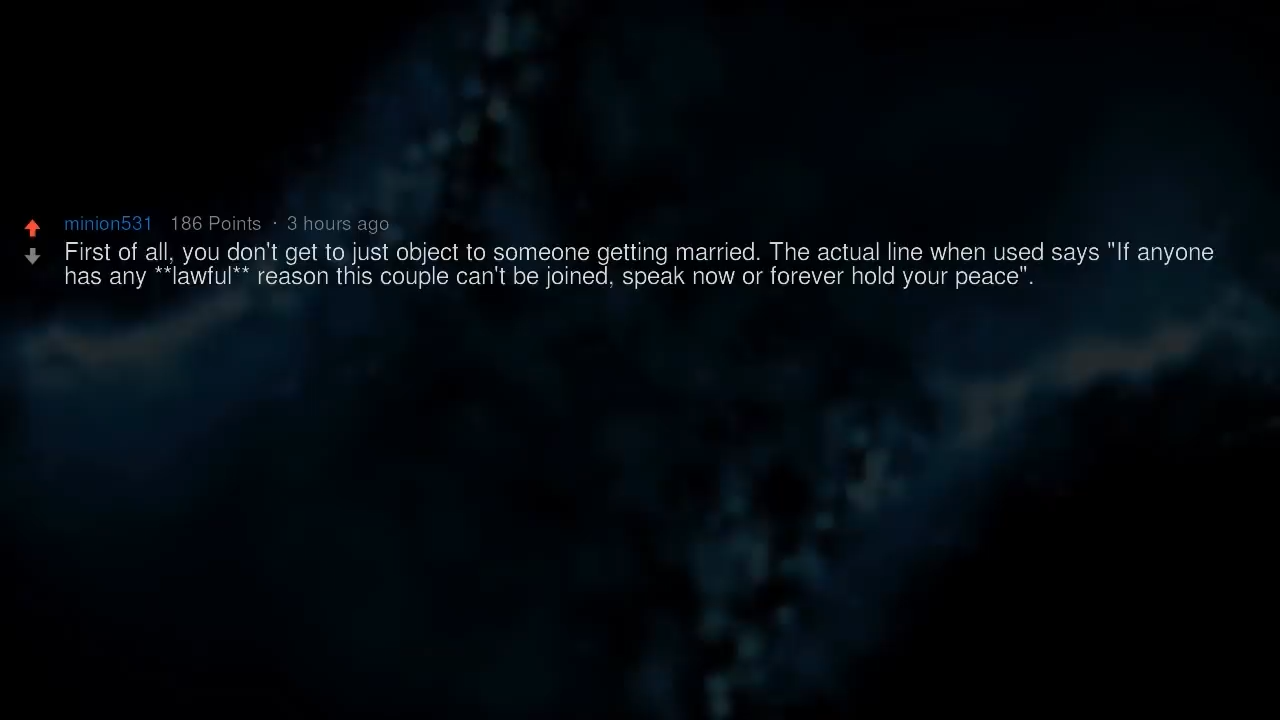 minion531 186 Points · 3 hours ago
First of all, you don't get to just object to someone getting married. The actual line when used says "If anyone
has any **lawful** reason this couple can't be joined, speak now or forever hold your peace".